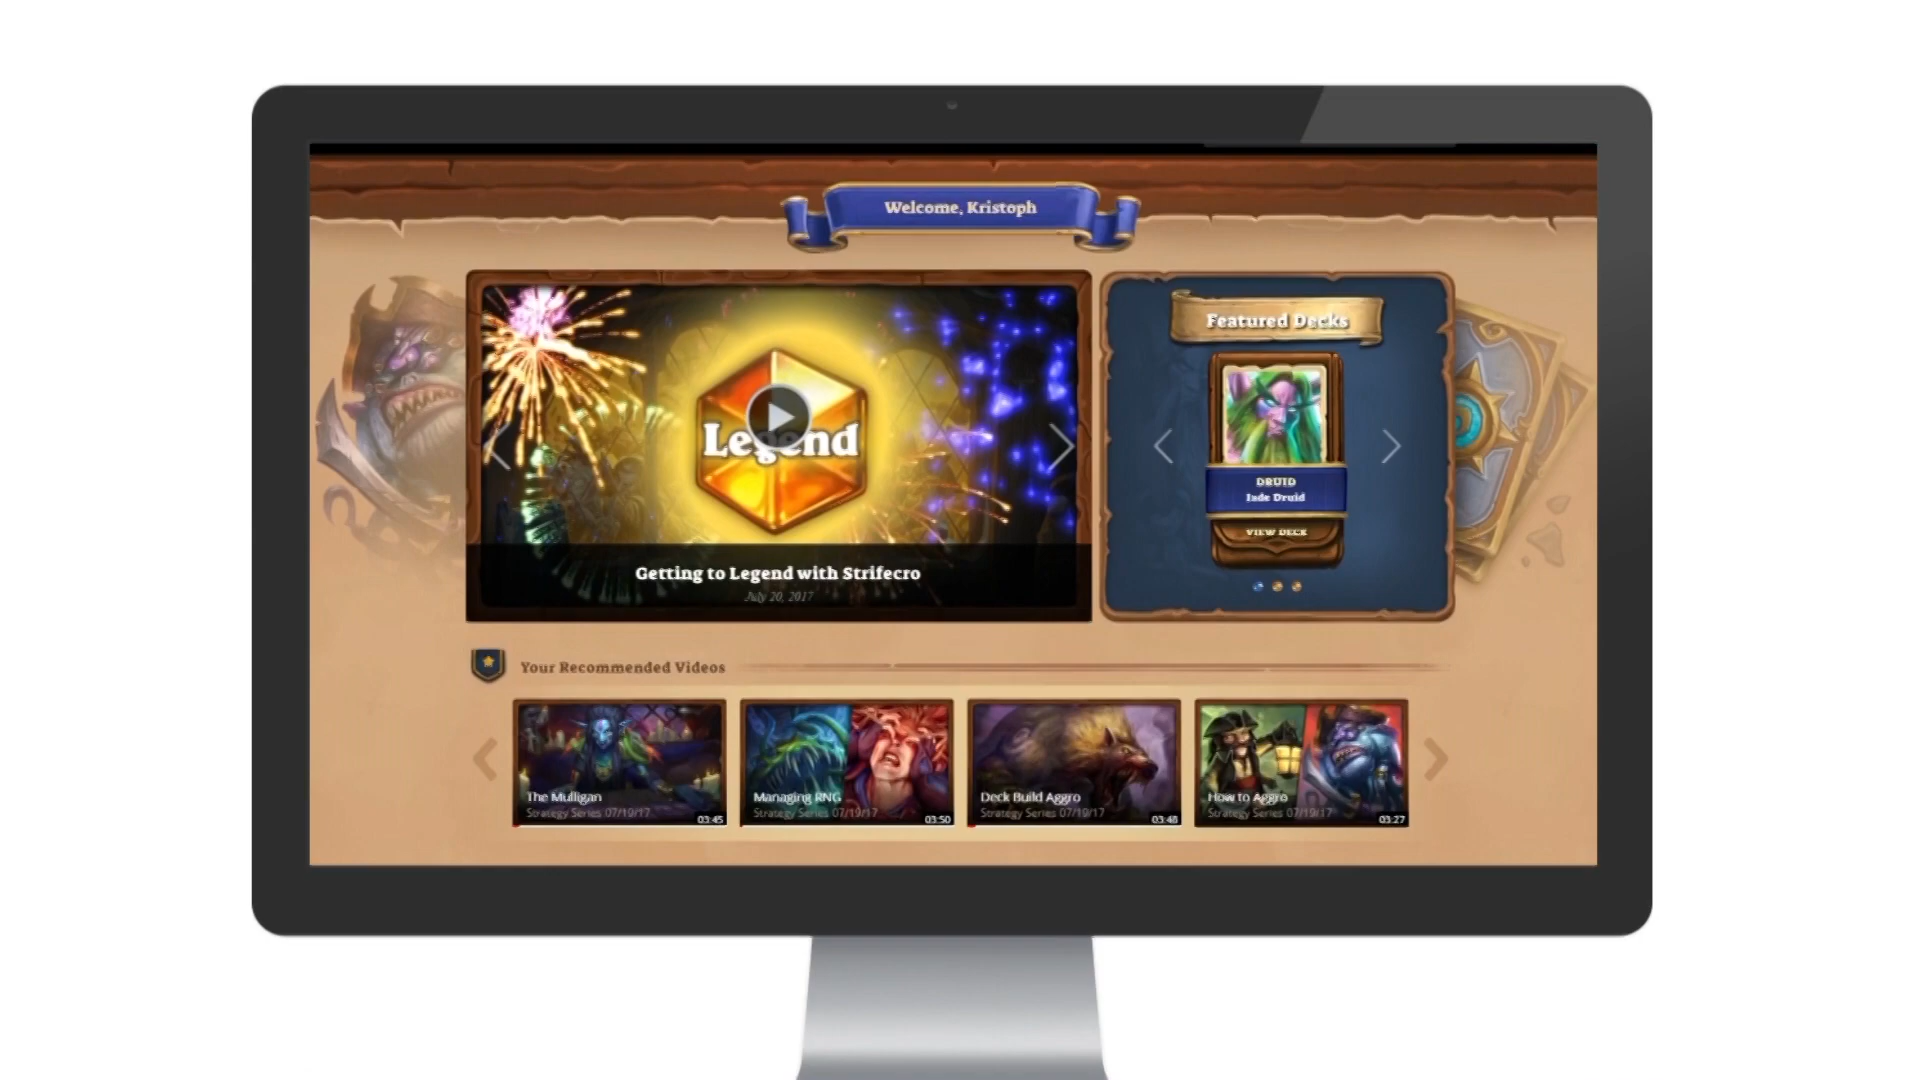 Welcome, Kristoph
Legend
Getting to Legend with Strifecro
July 20, 2017
Featured Decks
DRUID
Jade Druid
VIEW DECK
Your Recommended Videos
The Mulligan
Strategy Series 07/19/17
03:45
Managing RNG
Strategy Series 07/19/17
03:50
Deck Build Aggro
Strategy Series 07/19/17
03:48
How to Aggro
Strategy Series 07/19/17
03:27